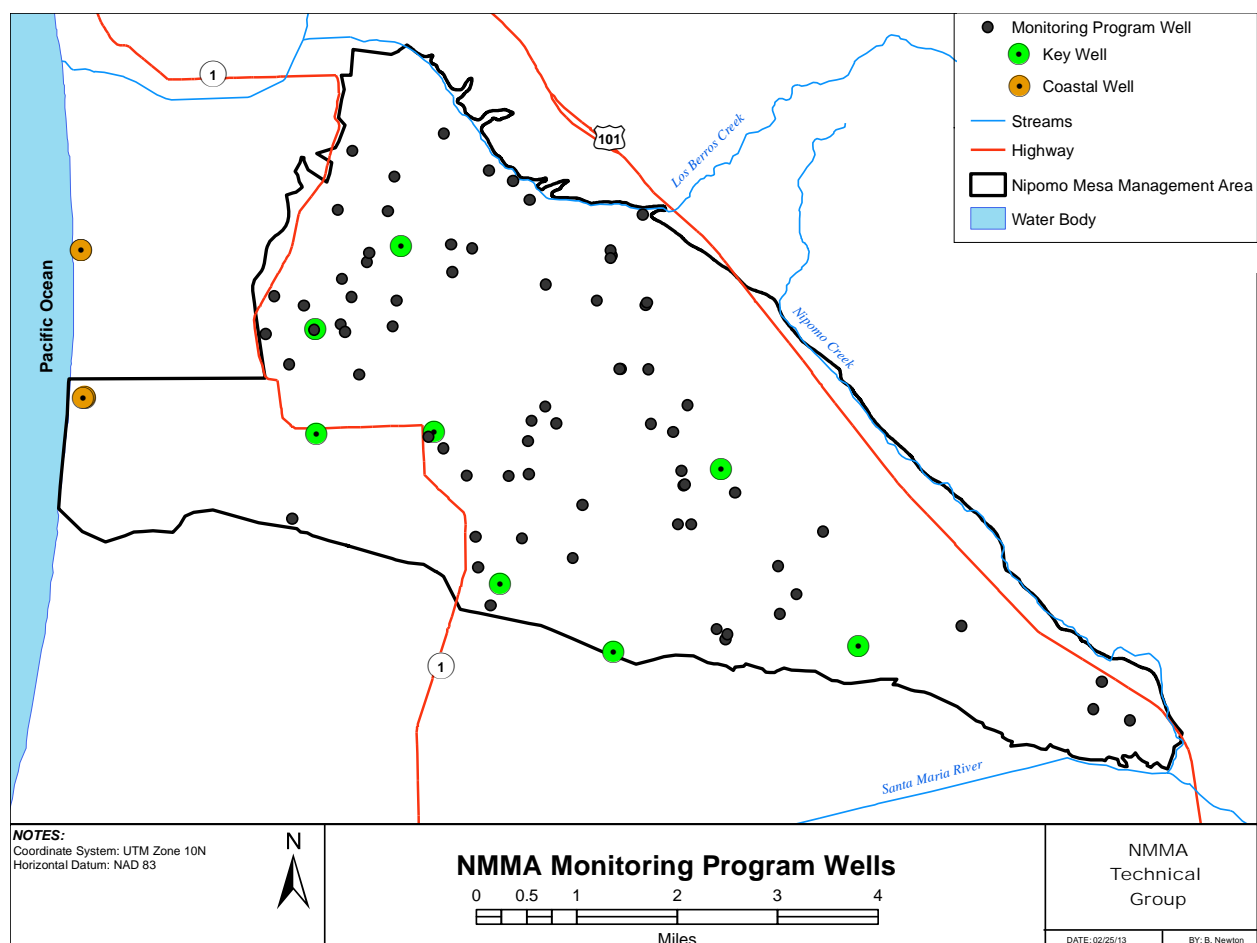 Monitoring Program Well
Key Well
Coastal Well
Streams
Highway
Nipomo Mesa Management Area
Water Body
1
101
Los Berros Creek
Pacific Ocean
Nipomo Creek
1
Santa Maria River
NOTES:
Coordinate System: UTM Zone 10N
Horizontal Datum: NAD 83
N
NMMA Monitoring Program Wells
0 0.5 1 2 3 4
Miles
NMMA
Technical
Group
DATE: 02/25/13
BY: B. Newton